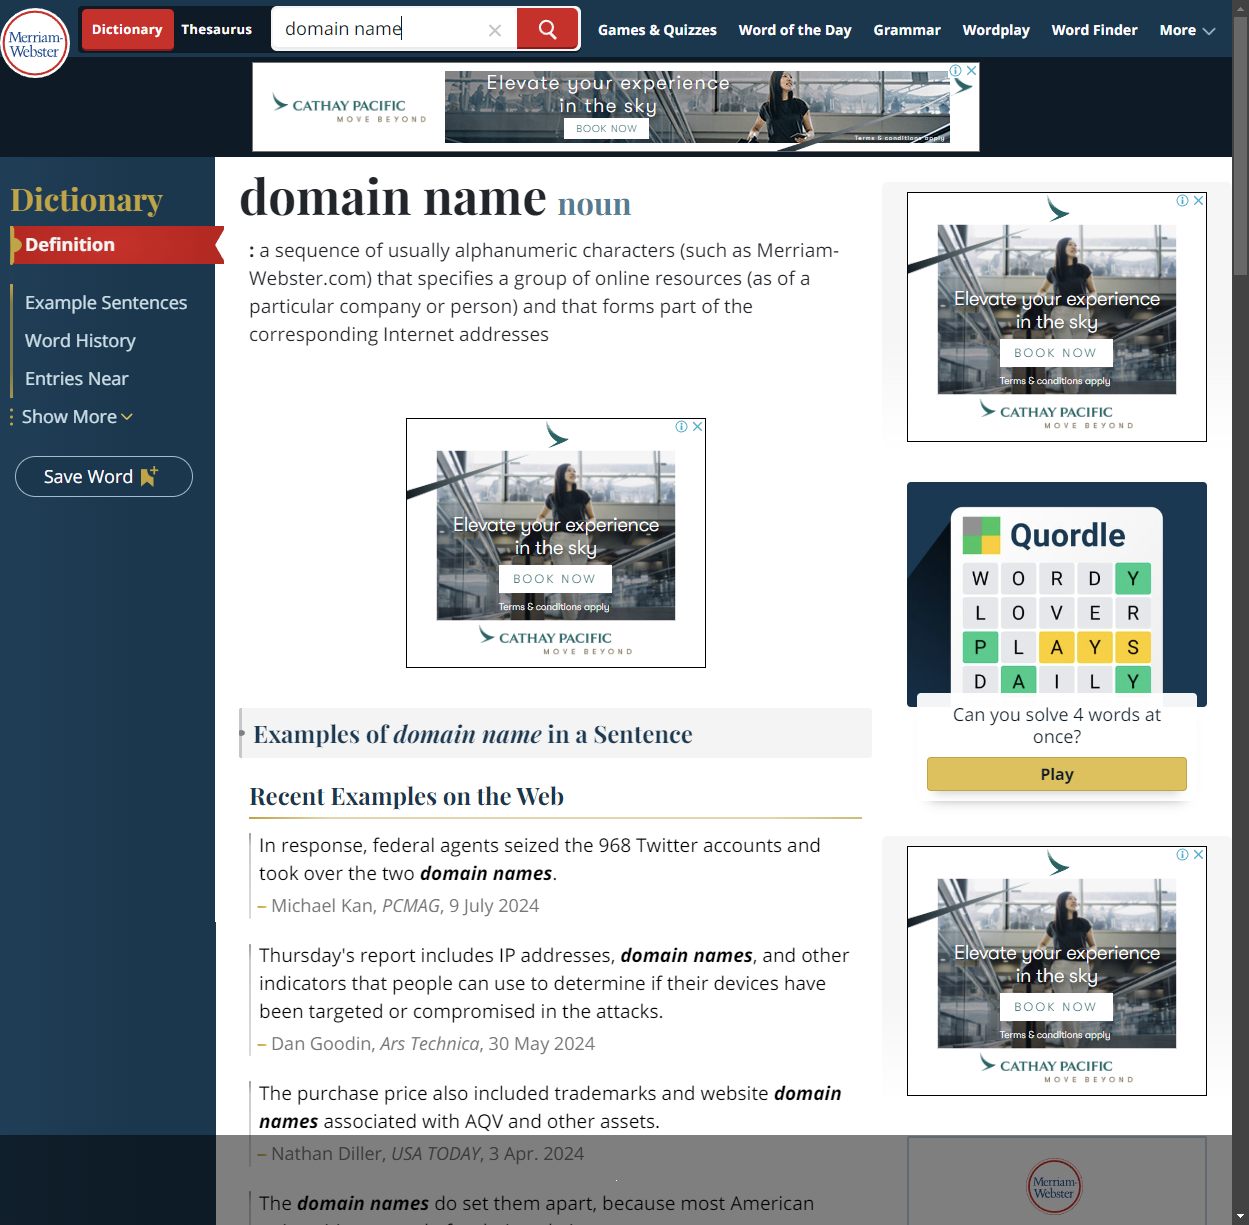 Merriam-
Webster
Dictionary
Thesaurus
domain name
Games & Quizzes
Word of the Day
Grammar
Wordplay
Word Finder
More
CATHAY PACIFIC
MOVE BEYOND
Elevate your experience
in the sky
BOOK NOW
Terms & conditions apply
Dictionary
Definition
Example Sentences
Word History
Entries Near
Show More
Save Word
domain name noun
: a sequence of usually alphanumeric characters (such as Merriam-
Webster.com) that specifies a group of online resources (as of a
particular company or person) and that forms part of the
corresponding Internet addresses
Elevate your experience
in the sky
BOOK NOW
Terms & conditions apply
CATHAY PACIFIC
MOVE BEYOND
Examples of domain name in a Sentence
Recent Examples on the Web
In response, federal agents seized the 968 Twitter accounts and
took over the two domain names.
– Michael Kan, PCMAG, 9 July 2024
Thursday's report includes IP addresses, domain names, and other
indicators that people can use to determine if their devices have
been targeted or compromised in the attacks.
– Dan Goodin, Ars Technica, 30 May 2024
The purchase price also included trademarks and website domain
names associated with AQV and other assets.
– Nathan Diller, USA TODAY, 3 Apr. 2024
The domain names do set them apart, because most American
Elevate your experience
in the sky
BOOK NOW
Terms & conditions apply
CATHAY PACIFIC
MOVE BEYOND
Quordle
W O R D Y
L O V E R
P L A Y S
D A I L Y
Can you solve 4 words at
once?
Play
Elevate your experience
in the sky
BOOK NOW
Terms & conditions apply
CATHAY PACIFIC
MOVE BEYOND
Merriam-
Webster